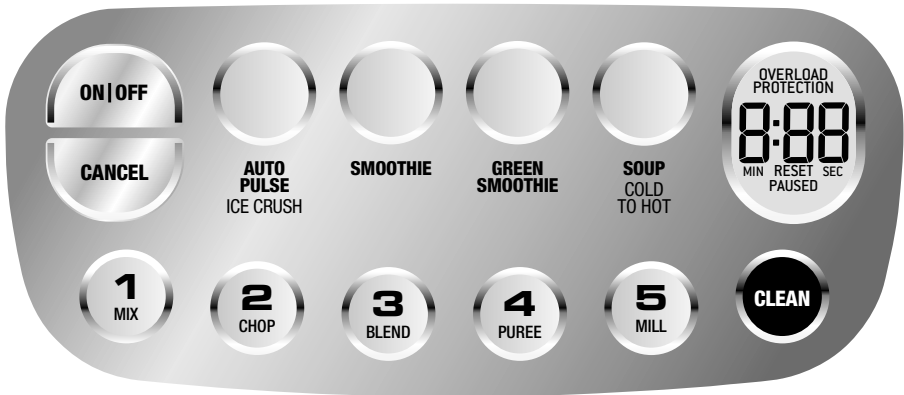 ON|OFF
CANCEL
AUTO
PULSE
ICE CRUSH
SMOOTHIE
GREEN
SMOOTHIE
SOUP
COLD
TO HOT
OVERLOAD
PROTECTION
8:88
MIN RESET SEC
PAUSED
1
MIX
2
CHOP
3
BLEND
4
PUREE
5
MILL
CLEAN